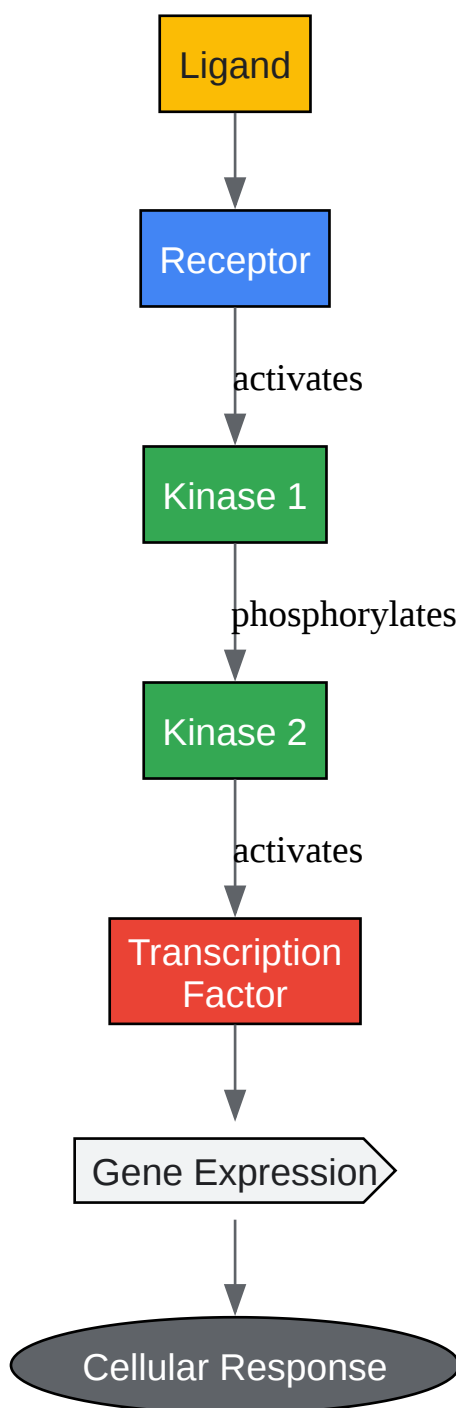 Ligand
Receptor
activates
Kinase 1
phosphorylates
Kinase 2
activates
Transcription
Factor
Gene Expression
Cellular Response